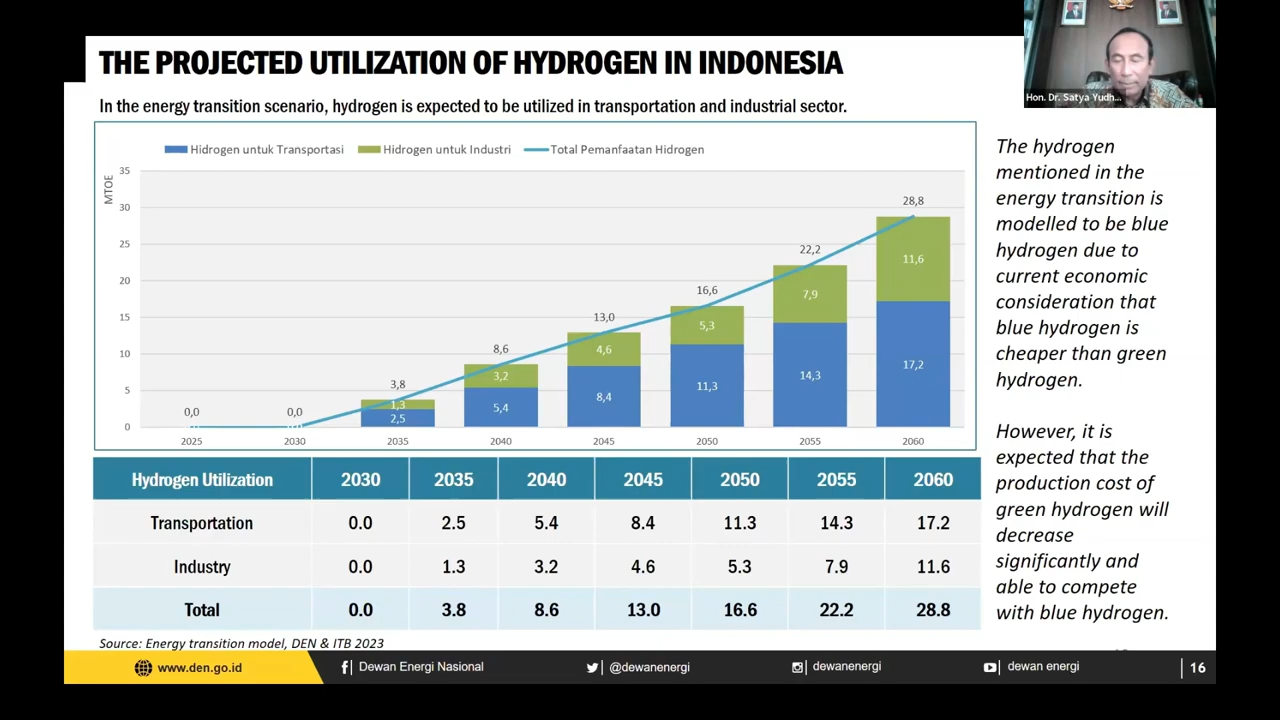 THE PROJECTED UTILIZATION OF HYDROGEN IN INDONESIA
Hon. Dr. Satya Yudh...
In the energy transition scenario, hydrogen is expected to be utilized in transportation and industrial sector.
Hidrogen untuk Transportasi Hidrogen untuk Industri Total Pemanfaatan Hidrogen
MTOE
35
30
25
20
15
10
5
0
0,0 0,0 3,8 8,6 13,0 16,6 22,2 28,8
1,3 3,2 4,6 5,3 7,9 11,6
2,5 5,4 8,4 11,3 14,3 17,2
2025 2030 2035 2040 2045 2050 2055 2060
Hydrogen Utilization 2030 2035 2040 2045 2050 2055 2060
Transportation 0.0 2.5 5.4 8.4 11.3 14.3 17.2
Industry 0.0 1.3 3.2 4.6 5.3 7.9 11.6
Total 0.0 3.8 8.6 13.0 16.6 22.2 28.8
Source: Energy transition model, DEN & ITB 2023
The hydrogen
mentioned in the
energy transition is
modelled to be blue
hydrogen due to
current economic
consideration that
blue hydrogen is
cheaper than green
hydrogen.
However, it is
expected that the
production cost of
green hydrogen will
decrease
significantly and
able to compete
with blue hydrogen.
www.den.go.id Dewan Energi Nasional @dewanenergi dewanenergi dewan energi 16